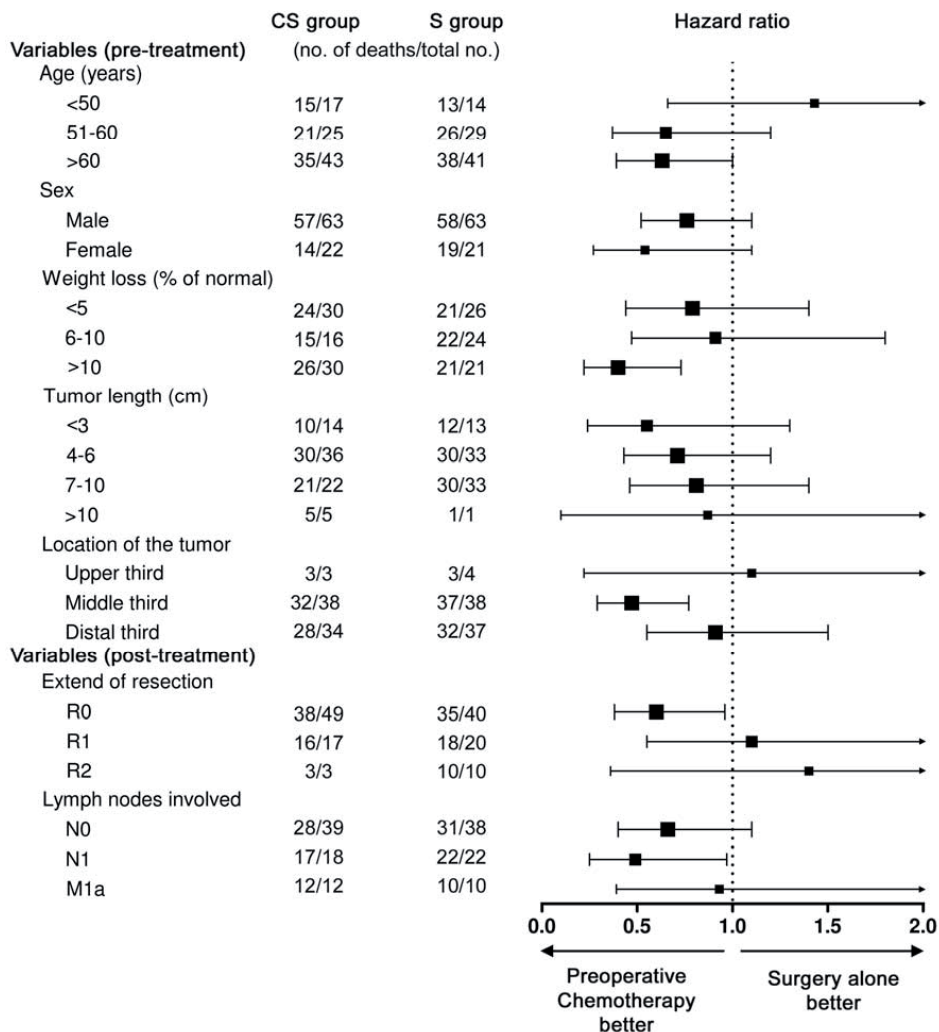 CS group S group Hazard ratio
(no. of deaths/total no.)
Variables (pre-treatment)
Age (years)
<50 15/17 13/14
51-60 21/25 26/29
>60 35/43 38/41
Sex
Male 57/63 58/63
Female 14/22 19/21
Weight loss (% of normal)
<5 24/30 21/26
6-10 15/16 22/24
>10 26/30 21/21
Tumor length (cm)
<3 10/14 12/13
4-6 30/36 30/33
7-10 21/22 30/33
>10 5/5 1/1
Location of the tumor
Upper third 3/3 3/4
Middle third 32/38 37/38
Distal third 28/34 32/37
Variables (post-treatment)
Extend of resection
R0 38/49 35/40
R1 16/17 18/20
R2 3/3 10/10
Lymph nodes involved
N0 28/39 31/38
N1 17/18 22/22
M1a 12/12 10/10
0.0 0.5 1.0 1.5 2.0
Preoperative
Chemotherapy
better
Surgery alone
better